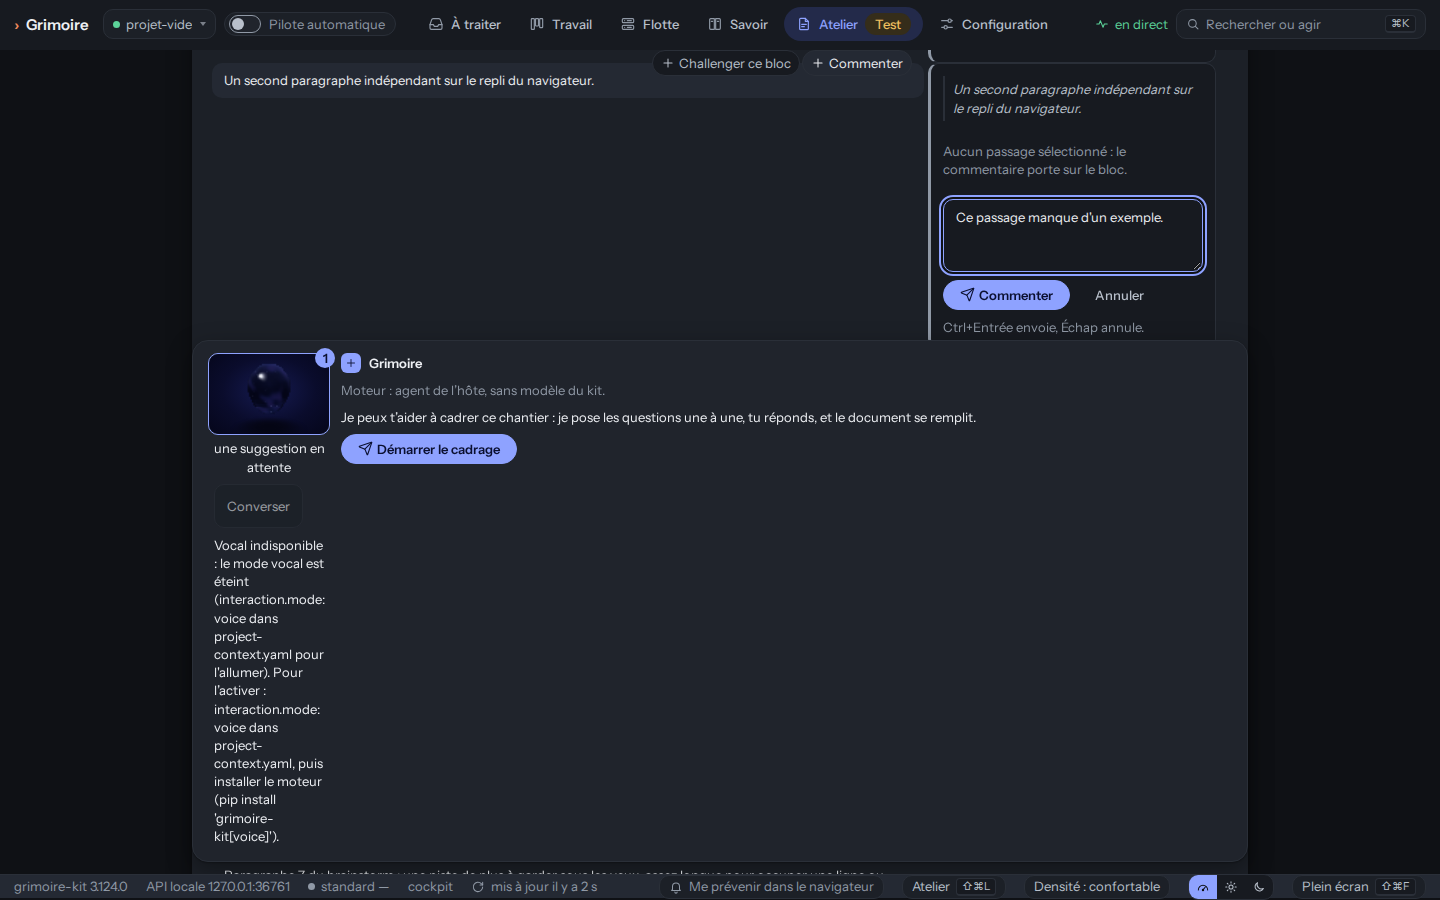 › Grimoire
projet-vide
Pilote automatique
À traiter
Travail
Flotte
Savoir
Atelier
Test
Configuration
en direct
Rechercher ou agir
⌘K
Un second paragraphe indépendant sur le repli du navigateur.
+ Challenger ce bloc
+ Commenter
Un second paragraphe indépendant sur
le repli du navigateur.
Aucun passage sélectionné : le
commentaire porte sur le bloc.
Ce passage manque d'un exemple.
Commenter
Annuler
Ctrl+Entrée envoie, Échap annule.
1
Grimoire
Moteur : agent de l'hôte, sans modèle du kit.
Je peux t'aider à cadrer ce chantier : je pose les questions une à une, tu réponds, et le document se remplit.
Démarrer le cadrage
une suggestion en
attente
Converser
Vocal indisponible
: le mode vocal est
éteint
(interaction.mode:
voice dans
project-
context.yaml pour
l'allumer). Pour
l'activer :
interaction.mode:
voice dans
project-
context.yaml, puis
installer le moteur
(pip install
'grimoire-
kit[voice]').
grimoire-kit 3.124.0
API locale 127.0.0.1:36761
standard —
cockpit
mis à jour il y a 2 s
Me prévenir dans le navigateur
Atelier
⇧⌘L
Densité : confortable
Plein écran
⇧⌘F